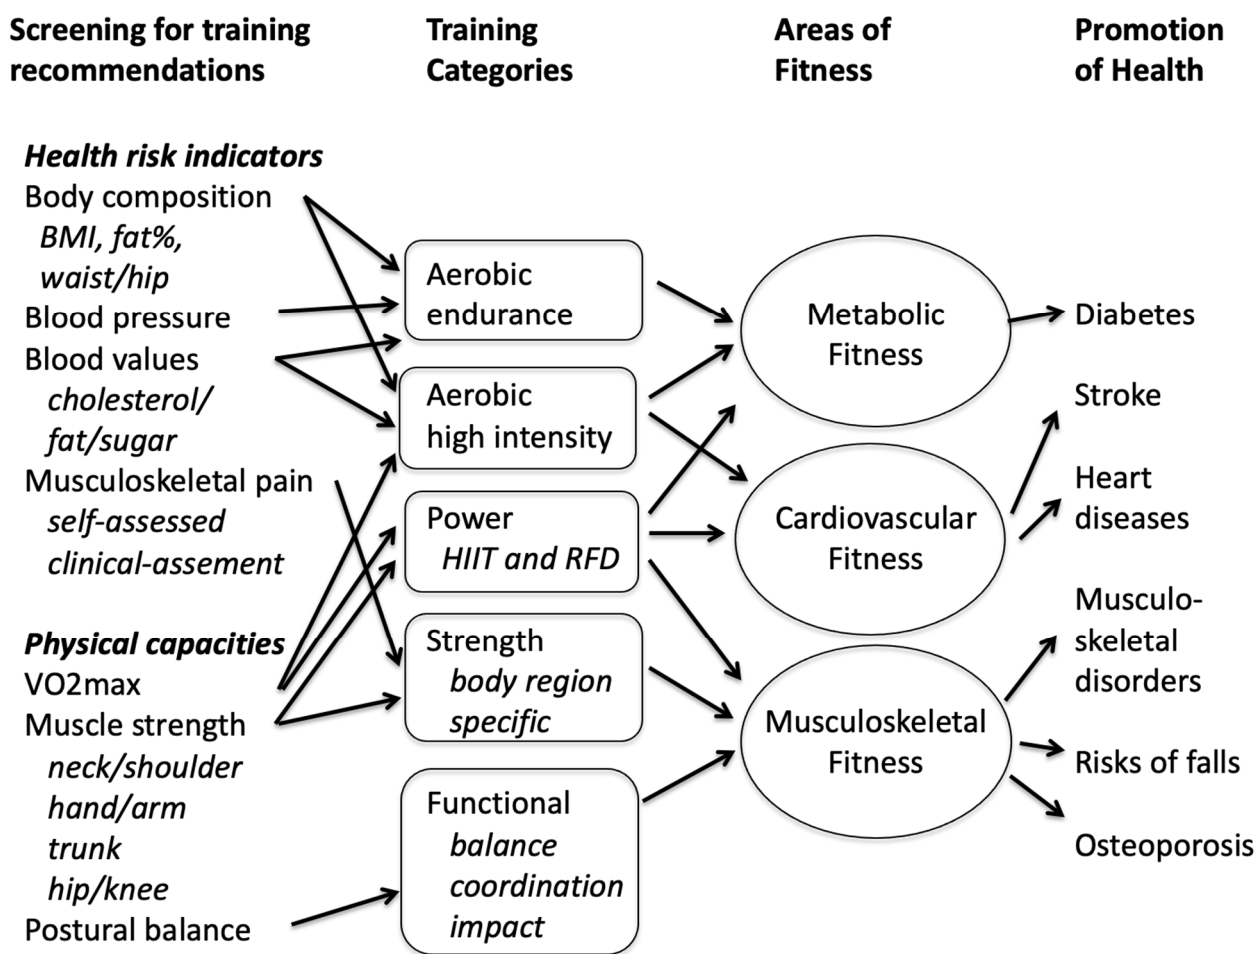 Screening for training
recommendations
Training
Categories
Areas of
Fitness
Promotion
of Health
Health risk indicators
Body composition
BMI, fat%,
waist/hip
Blood pressure
Blood values
cholesterol/
fat/sugar
Musculoskeletal pain
self-assessed
clinical-assement
Physical capacities
VO2max
Muscle strength
neck/shoulder
hand/arm
trunk
hip/knee
Postural balance
Aerobic
endurance
Aerobic
high intensity
Power
HIIT and RFD
Strength
body region
specific
Functional
balance
coordination
impact
Metabolic
Fitness
Cardiovascular
Fitness
Musculoskeletal
Fitness
Diabetes
Stroke
Heart
diseases
Musculo-
skeletal
disorders
Risks of falls
Osteoporosis